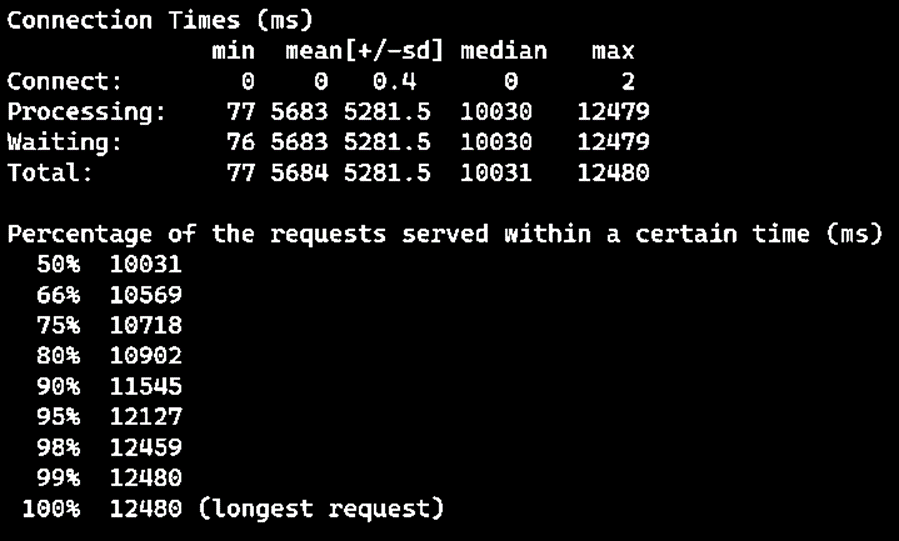 Connection Times (ms)
              min  mean[+/-sd] median   max
Connect:        0    0   0.4      0       2
Processing:    77 5683 5281.5  10030   12479
Waiting:       76 5683 5281.5  10030   12479
Total:         77 5684 5281.5  10031   12480

Percentage of the requests served within a certain time (ms)
  50%  10031
  66%  10569
  75%  10718
  80%  10902
  90%  11545
  95%  12127
  98%  12459
  99%  12480
 100%  12480 (longest request)